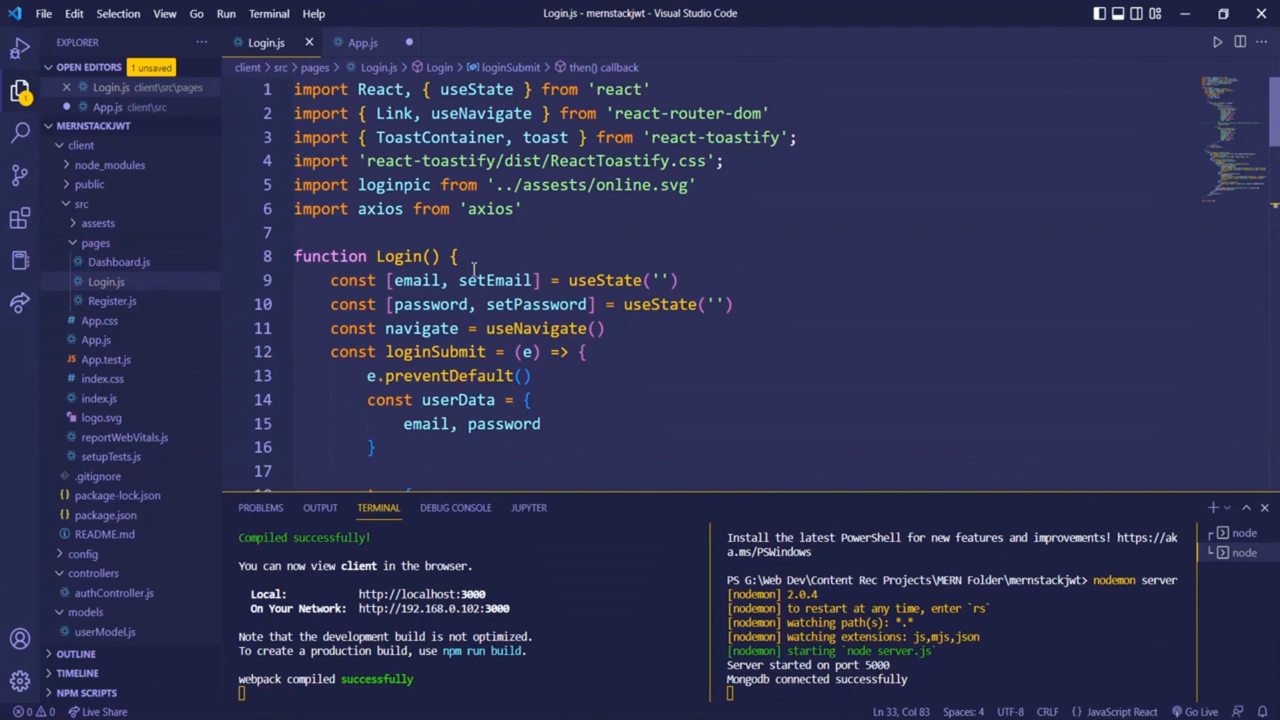 File Edit Selection View Go Run Terminal Help
Login.js - mernstackjwt - Visual Studio Code
EXPLORER
OPEN EDITORS 1 unsaved
Login.js client\src\pages
App.js client\src
MERNSTACKJWT
client
node_modules
public
src
assests
pages
Dashboard.js
Login.js
Register.js
App.css
App.js
App.test.js
index.css
index.js
logo.svg
reportWebVitals.js
setupTests.js
.gitignore
package-lock.json
package.json
README.md
config
controllers
authController.js
models
userModel.js
OUTLINE
TIMELINE
NPM SCRIPTS
1
Login.js App.js
client > src > pages > Login.js > Login > loginSubmit > then() callback
1 import React, { useState } from 'react'
2 import { Link, useNavigate } from 'react-router-dom'
3 import { ToastContainer, toast } from 'react-toastify';
4 import 'react-toastify/dist/ReactToastify.css';
5 import loginpic from '../assests/online.svg'
6 import axios from 'axios'
7
8 function Login() {
9 const [email, setEmail] = useState('')
10 const [password, setPassword] = useState('')
11 const navigate = useNavigate()
12 const loginSubmit = (e) => {
13 e.preventDefault()
14 const userData = {
15 email, password
16 }
17
PROBLEMS OUTPUT TERMINAL DEBUG CONSOLE JUPYTER
Compiled successfully!
You can now view client in the browser.
Local: http://localhost:3000
On Your Network: http://192.168.0.102:3000
Note that the development build is not optimized.
To create a production build, use npm run build.
webpack compiled successfully
Install the latest PowerShell for new features and improvements! https://ak
a.ms/PSWindows
PS G:\Web Dev\Content Rec Projects\MERN Folder\mernstackjwt> nodemon server
[nodemon] 2.0.4
[nodemon] to restart at any time, enter `rs`
[nodemon] watching path(s): *.*
[nodemon] watching extensions: js,mjs,json
[nodemon] starting `node server.js`
Server started on port 5000
Mongodb connected successfully
node
node
0 0 Live Share
Ln 33, Col 83 Spaces: 4 UTF-8 CRLF {} JavaScript React Go Live